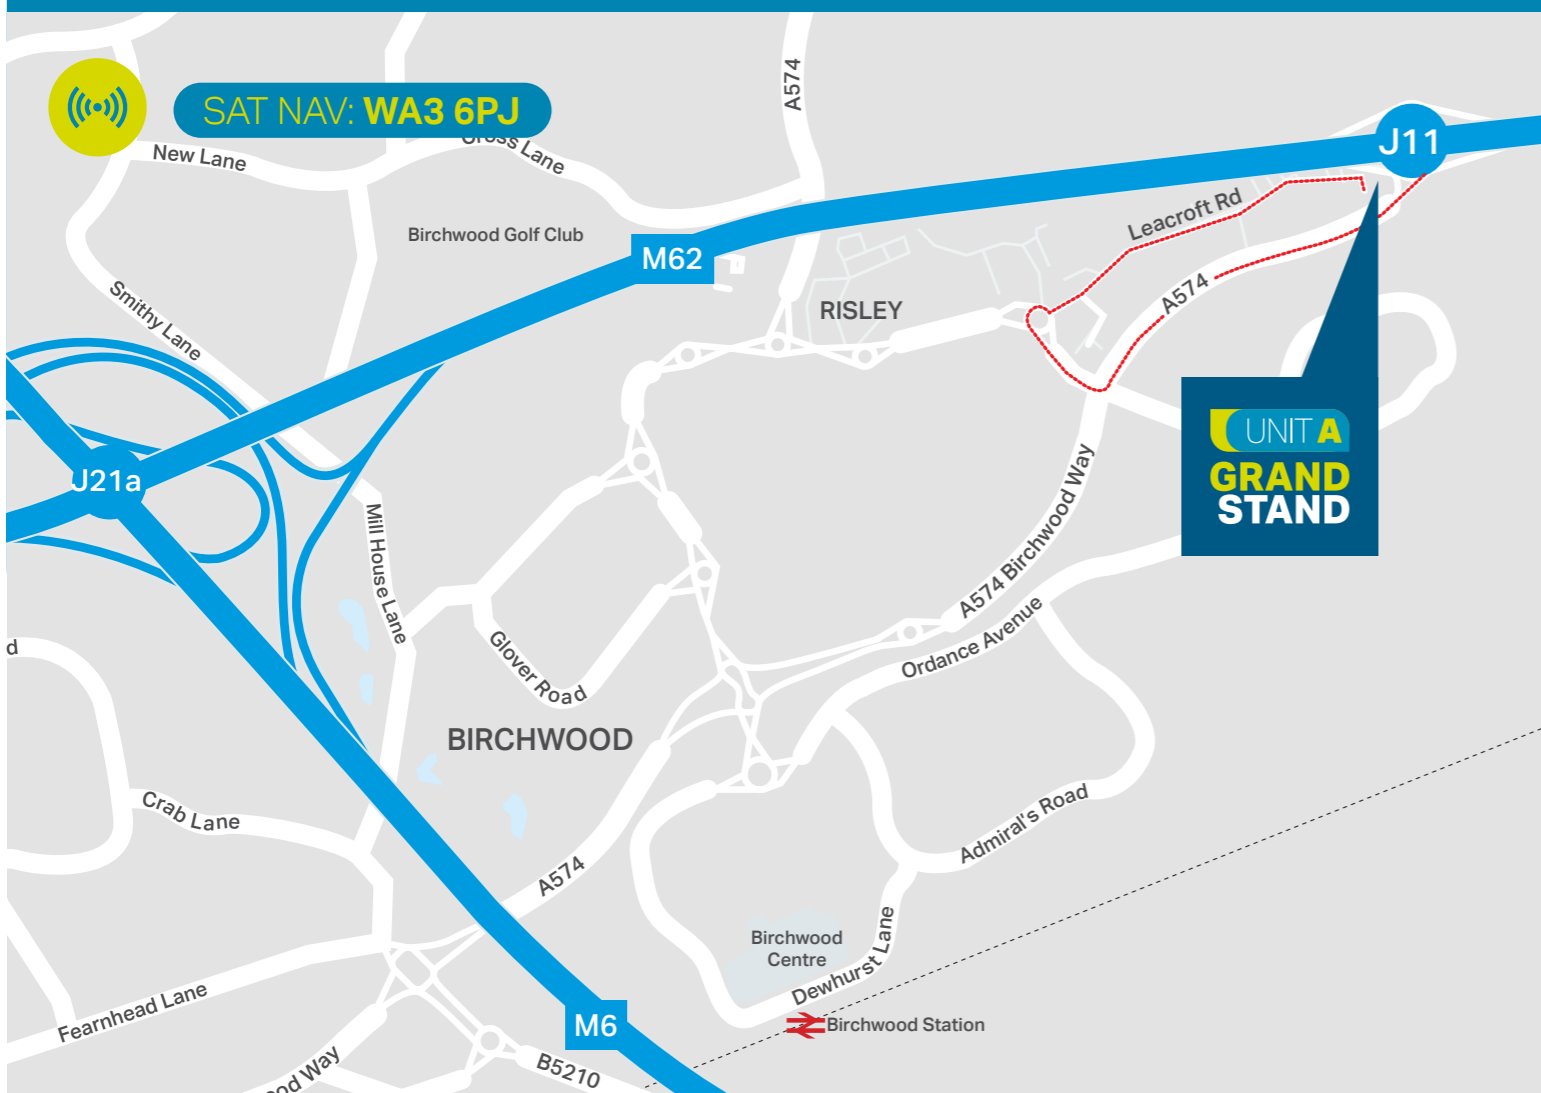 SAT NAV: WA3 6PJ
A574
J11
New Lane
Cross Lane
Leacroft Rd
Birchwood Golf Club
M62
A574
RISLEY
Smithy Lane
UNIT A
GRAND
STAND
J21a
Mill House Lane
A574 Birchwood Way
Ordance Avenue
d
Glover Road
BIRCHWOOD
Crab Lane
Admiral's Road
A574
Birchwood
Centre
Dewhurst Lane
Fearnhead Lane
M6
Birchwood Station
B5210
ood Way